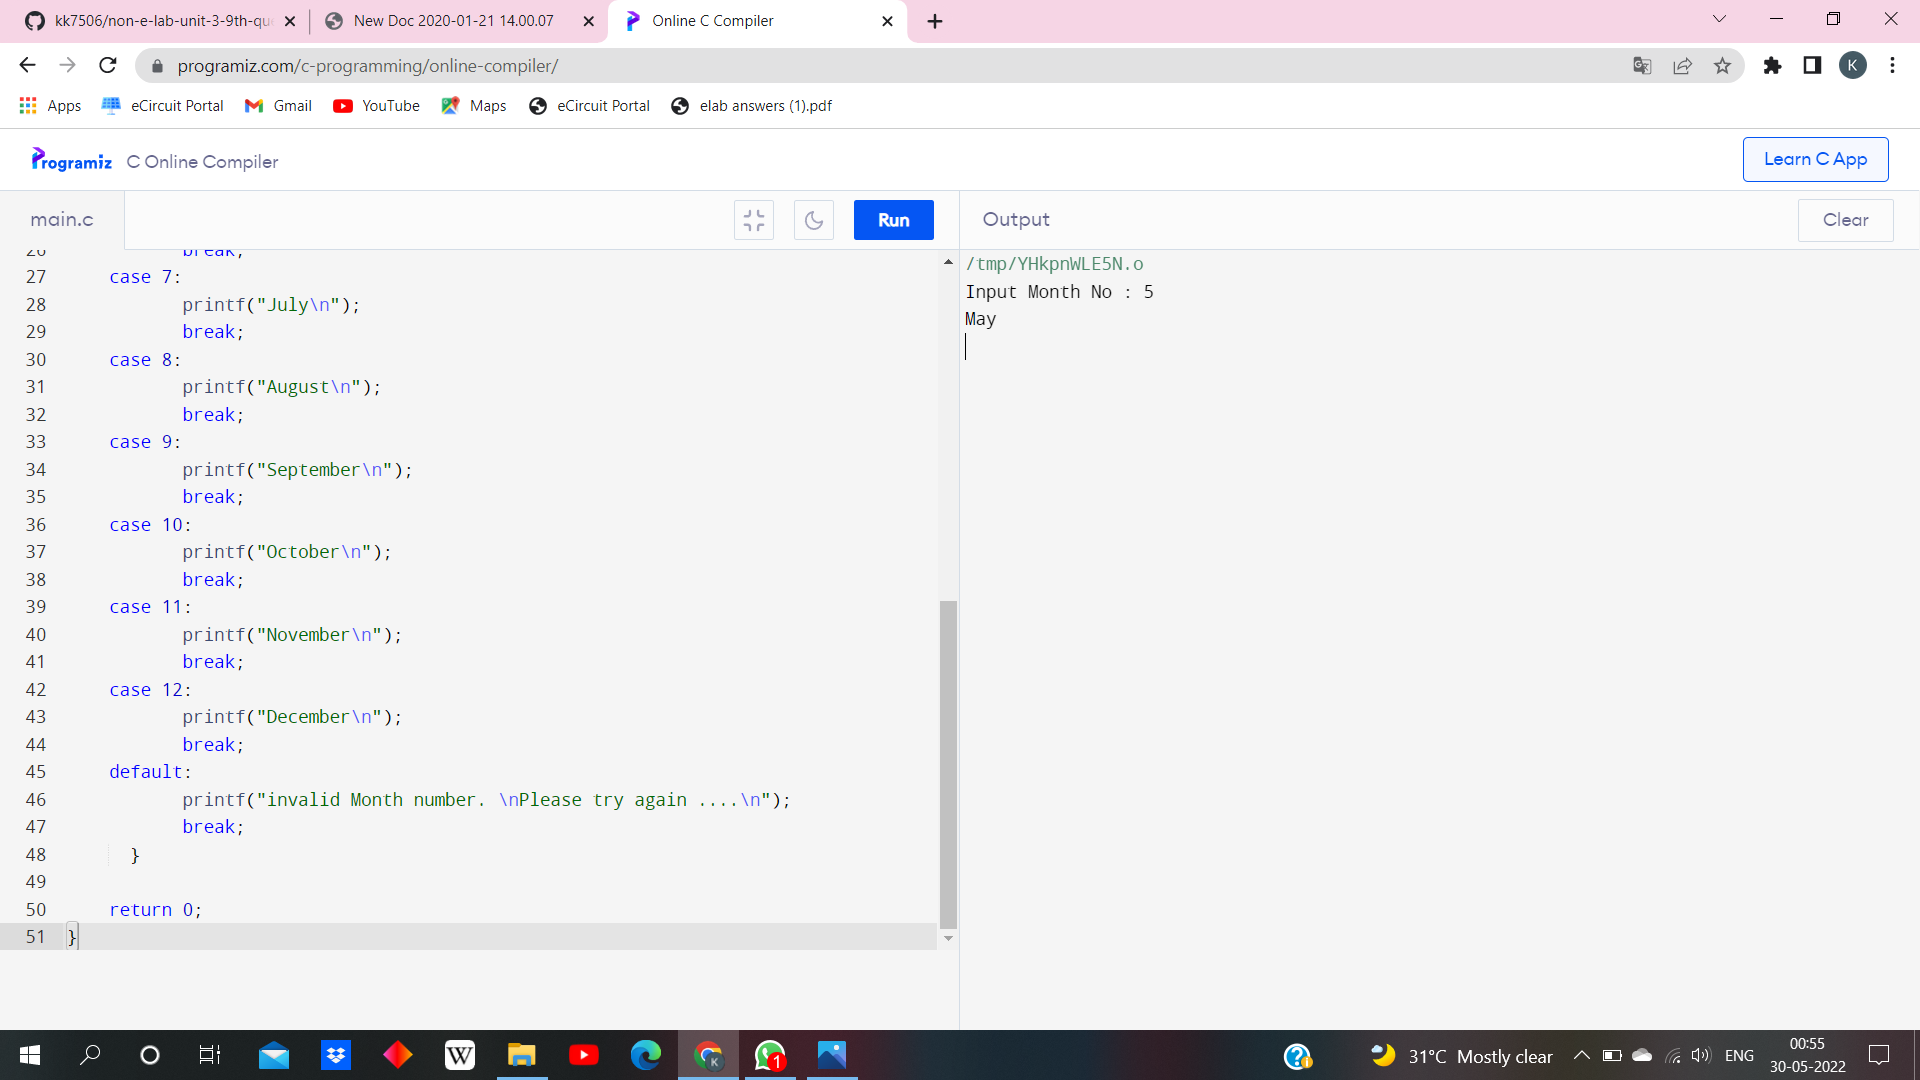 kk7506/non-e-lab-unit-3-9th-que
New Doc 2020-01-21 14.00.07
Online C Compiler
programiz.com/c-programming/online-compiler/
K
Apps
eCircuit Portal
Gmail
YouTube
Maps
eCircuit Portal
elab answers (1).pdf
Programiz
C Online Compiler
Learn C App
main.c
Run
Output
Clear
26 break;
27 case 7:
28 printf("July\n");
29 break;
30 case 8:
31 printf("August\n");
32 break;
33 case 9:
34 printf("September\n");
35 break;
36 case 10:
37 printf("October\n");
38 break;
39 case 11:
40 printf("November\n");
41 break;
42 case 12:
43 printf("December\n");
44 break;
45 default:
46 printf("invalid Month number. \nPlease try again ....\n");
47 break;
48 }
49
50 return 0;
51 }
/tmp/YHkpnWLE5N.o
Input Month No : 5
May
W
K
1
31°C Mostly clear
ENG
00:55
30-05-2022